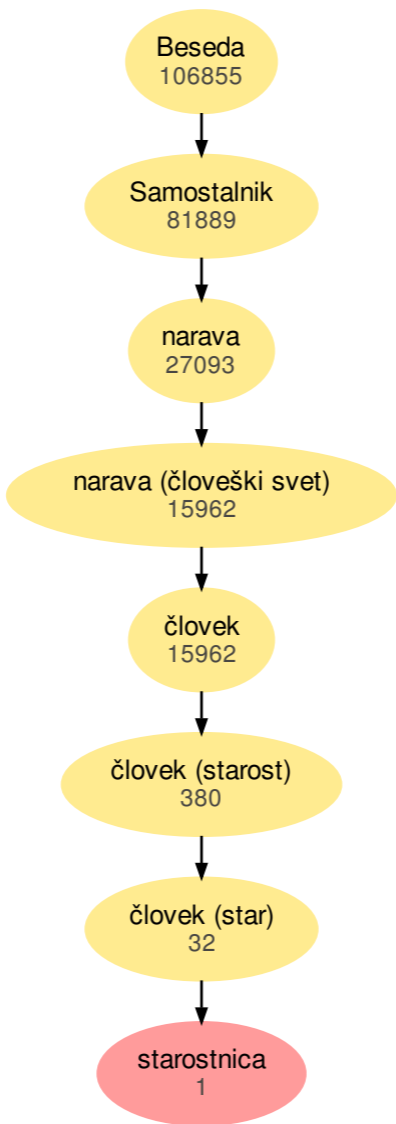 Beseda
106855
Samostalnik
81889
narava
27093
narava (človeški svet)
15962
človek
15962
človek (starost)
380
človek (star)
32
starostnica
1